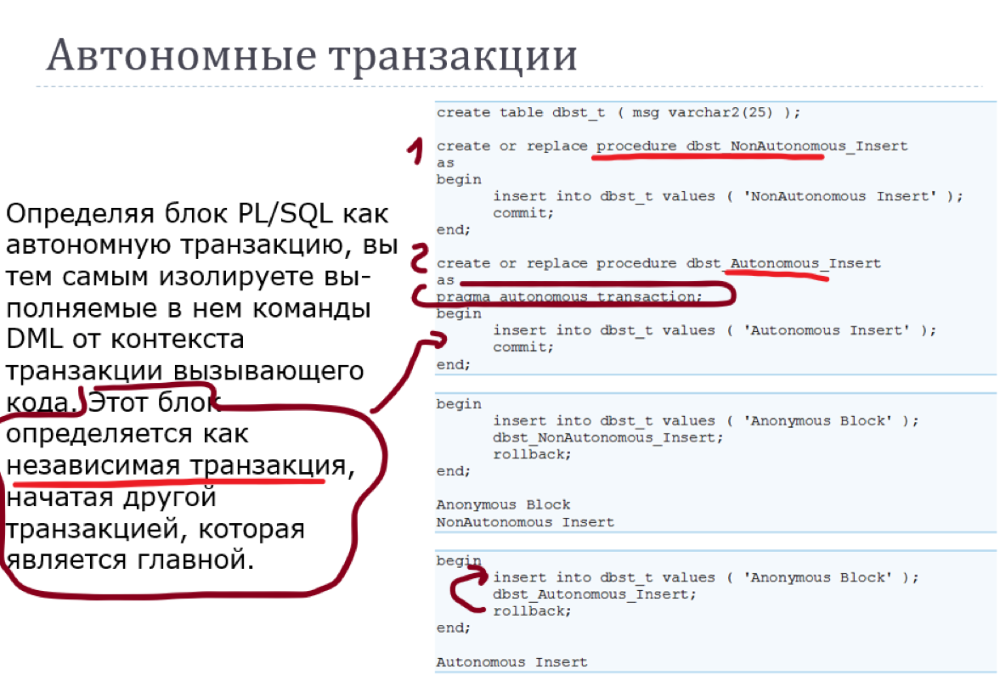 Автономные транзакции
Определяя блок PL/SQL как
автономную транзакцию, вы
тем самым изолируете вы-
полняемые в нем команды
DML от контекста
транзакции вызывающего
кода. Этот блок
определяется как
независимая транзакция,
начатая другой
транзакцией, которая
является главной.
create table dbst_t ( msg varchar2(25) );
1
create or replace procedure dbst_NonAutonomous_Insert
as
begin
insert into dbst_t values ( 'NonAutonomous Insert' );
commit;
end;
2
create or replace procedure dbst_Autonomous_Insert
as
pragma autonomous_transaction;
begin
insert into dbst_t values ( 'Autonomous Insert' );
commit;
end;
begin
insert into dbst_t values ( 'Anonymous Block' );
dbst_NonAutonomous_Insert;
rollback;
end;
Anonymous Block
NonAutonomous Insert
begin
insert into dbst_t values ( 'Anonymous Block' );
dbst_Autonomous_Insert;
rollback;
end;
Autonomous Insert